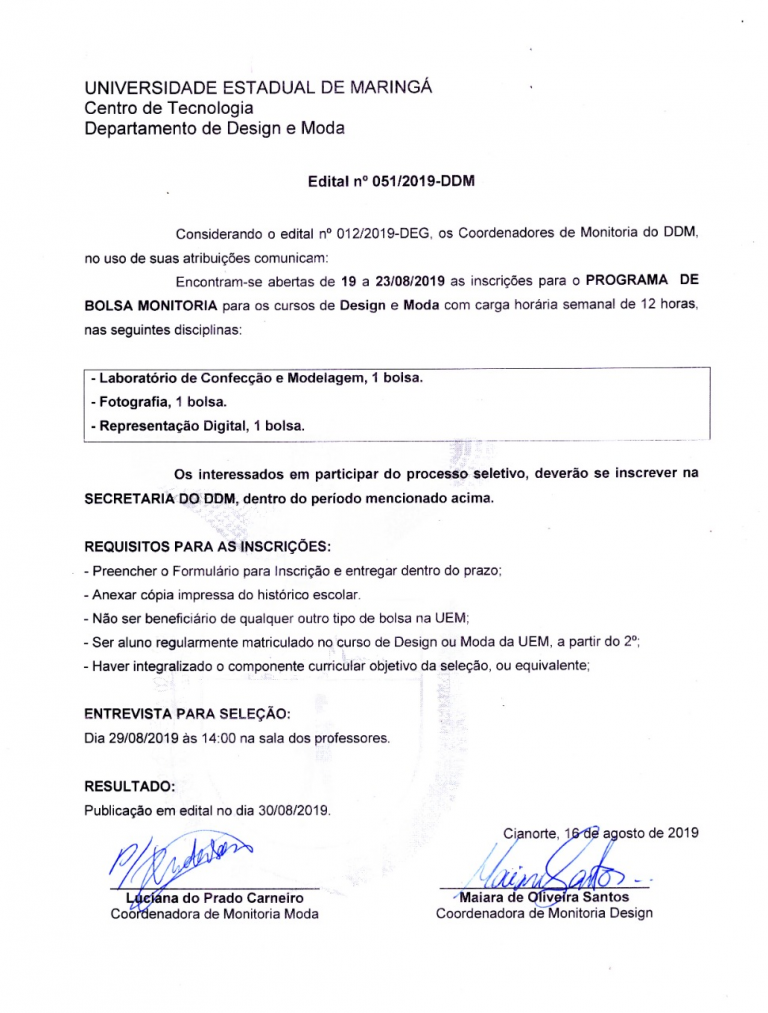 UNIVERSIDADE ESTADUAL DE MARINGÁ
Centro de Tecnologia
Departamento de Design e Moda
Edital nº 051/2019-DDM
Considerando o edital nº 012/2019-DEG, os Coordenadores de Monitoria do DDM,
no uso de suas atribuições comunicam:
Encontram-se abertas de 19 a 23/08/2019 as inscrições para o PROGRAMA DE
BOLSA MONITORIA para os cursos de Design e Moda com carga horária semanal de 12 horas,
nas seguintes disciplinas:
- Laboratório de Confecção e Modelagem, 1 bolsa.
- Fotografia, 1 bolsa.
- Representação Digital, 1 bolsa.
Os interessados em participar do processo seletivo, deverão se inscrever na
SECRETARIA DO DDM, dentro do período mencionado acima.
REQUISITOS PARA AS INSCRIÇÕES:
- Preencher o Formulário para Inscrição e entregar dentro do prazo;
- Anexar cópia impressa do histórico escolar.
- Não ser beneficiário de qualquer outro tipo de bolsa na UEM;
- Ser aluno regularmente matriculado no curso de Design ou Moda da UEM, a partir do 2º;
- Haver integralizado o componente curricular objetivo da seleção, ou equivalente;
ENTREVISTA PARA SELEÇÃO:
Dia 29/08/2019 às 14:00 na sala dos professores.
RESULTADO:
Publicação em edital no dia 30/08/2019.
Cianorte, 16 de agosto de 2019
P/
Maiara Santos
Luciana do Prado Carneiro
Maiara de Oliveira Santos
Coordenadora de Monitoria Moda
Coordenadora de Monitoria Design